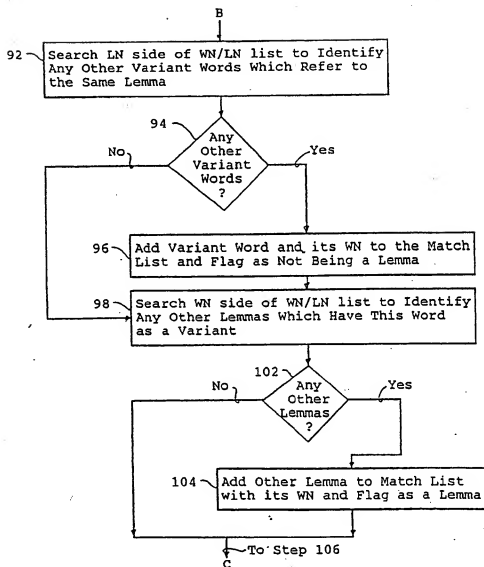 B
92
Search LN side of WN/LN list to Identify
Any Other Variant Words Which Refer to
the Same Lemma
94
No
Any
Other
Variant
Words
?
Yes
96
Add Variant Word and its WN to the Match
List and Flag as Not Being a Lemma
98
Search WN side of WN/LN list to Identify
Any Other Lemmas Which Have This Word
as a Variant
102
No
Any
Other
Lemmas
?
Yes
104
Add Other Lemma to Match List
with its WN and Flag as a Lemma
To Step 106
C